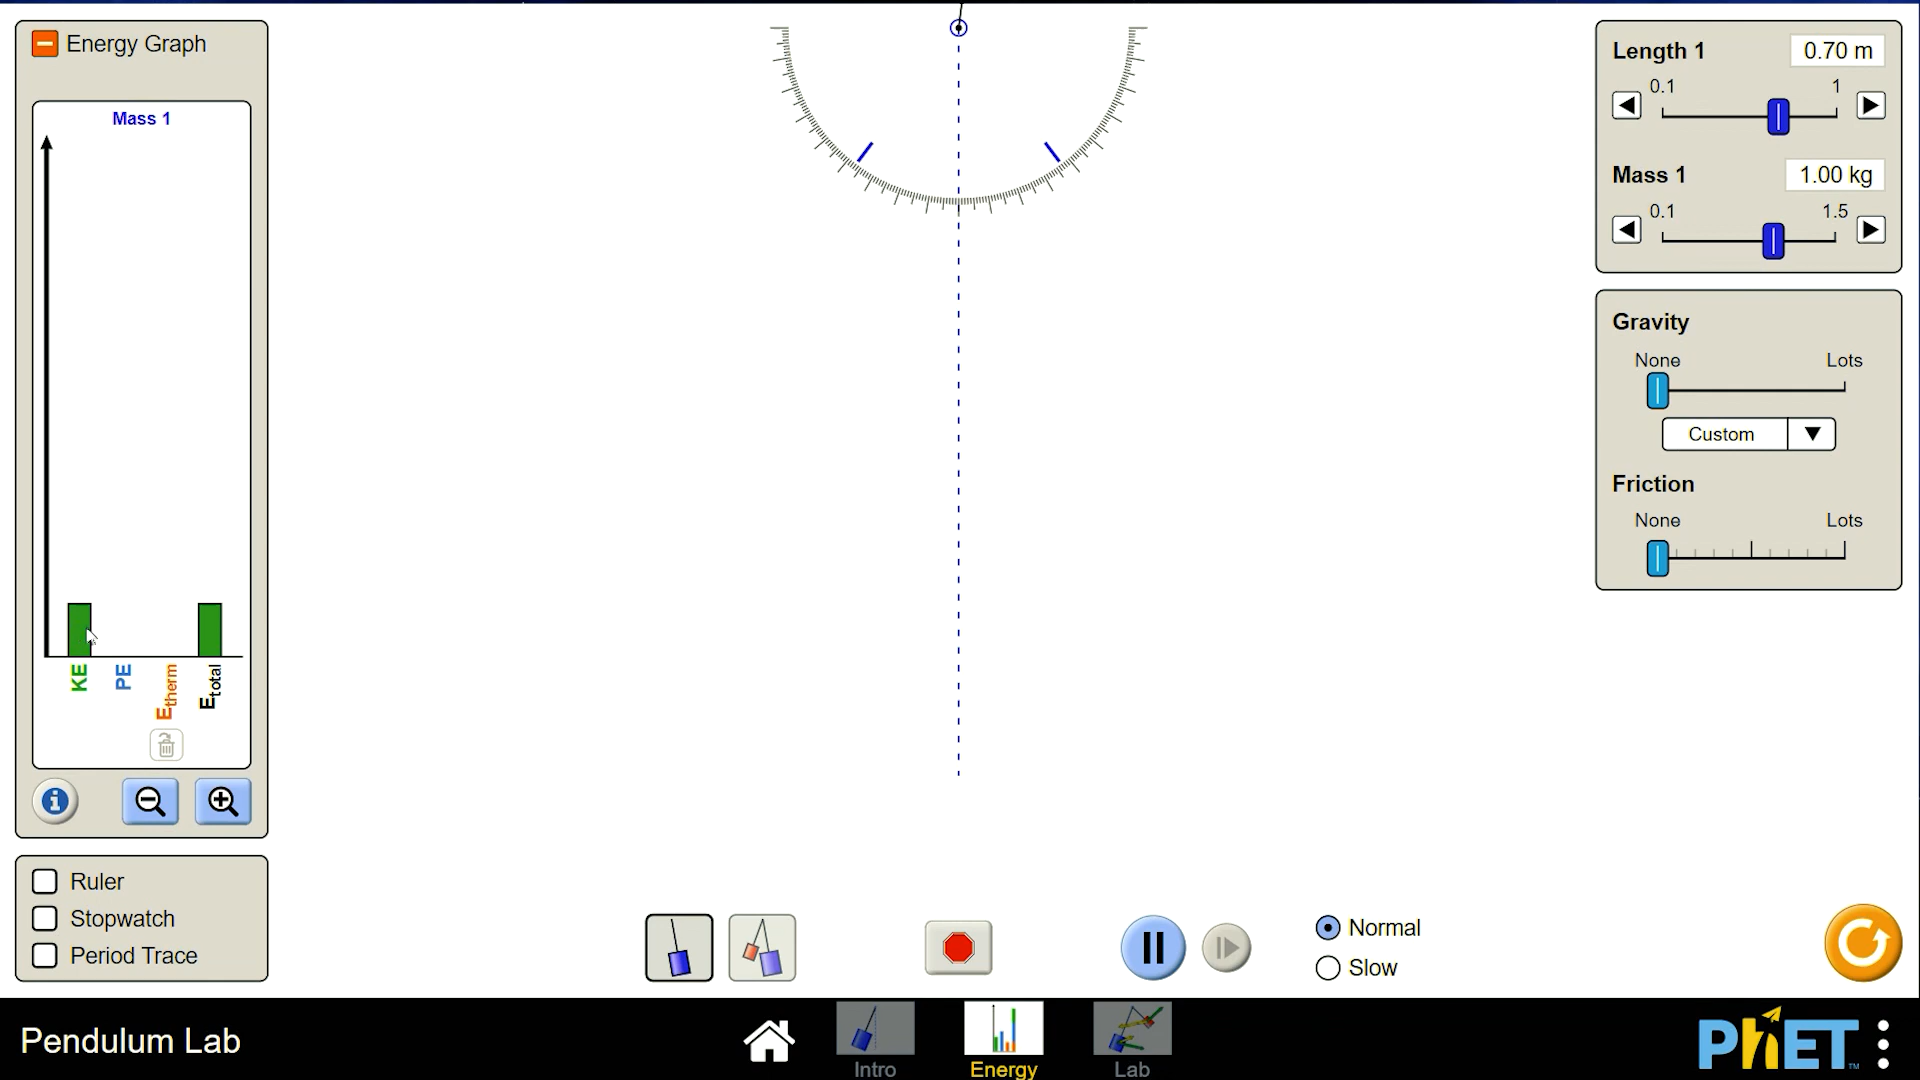 Energy Graph
Mass 1
KE
PE
Etherm
Etotal
Ruler
Stopwatch
Period Trace
Length 1
0.70 m
0.1
1
Mass 1
1.00 kg
0.1
1.5
Gravity
None
Lots
Custom
Friction
None
Lots
Normal
Slow
Pendulum Lab
Intro
Energy
Lab
PhET™